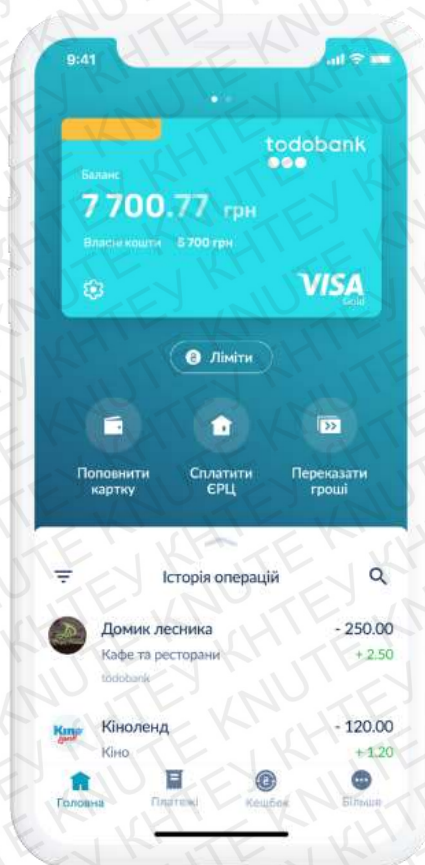 9:41
todobank
Баланс
7 700.77 грн
Власні кошти 5 700 грн
VISA
Gold
Ліміти
Поповнити картку
Сплатити ЄРЦ
Переказати гроші
Історія операцій
Домик лесника - 250.00
Кафе та ресторани + 2.50
todobank
Кіноленд - 120.00
Кіно + 1.20
Головна Платежі Кешбек Більше
KNUTE КНТЕУ